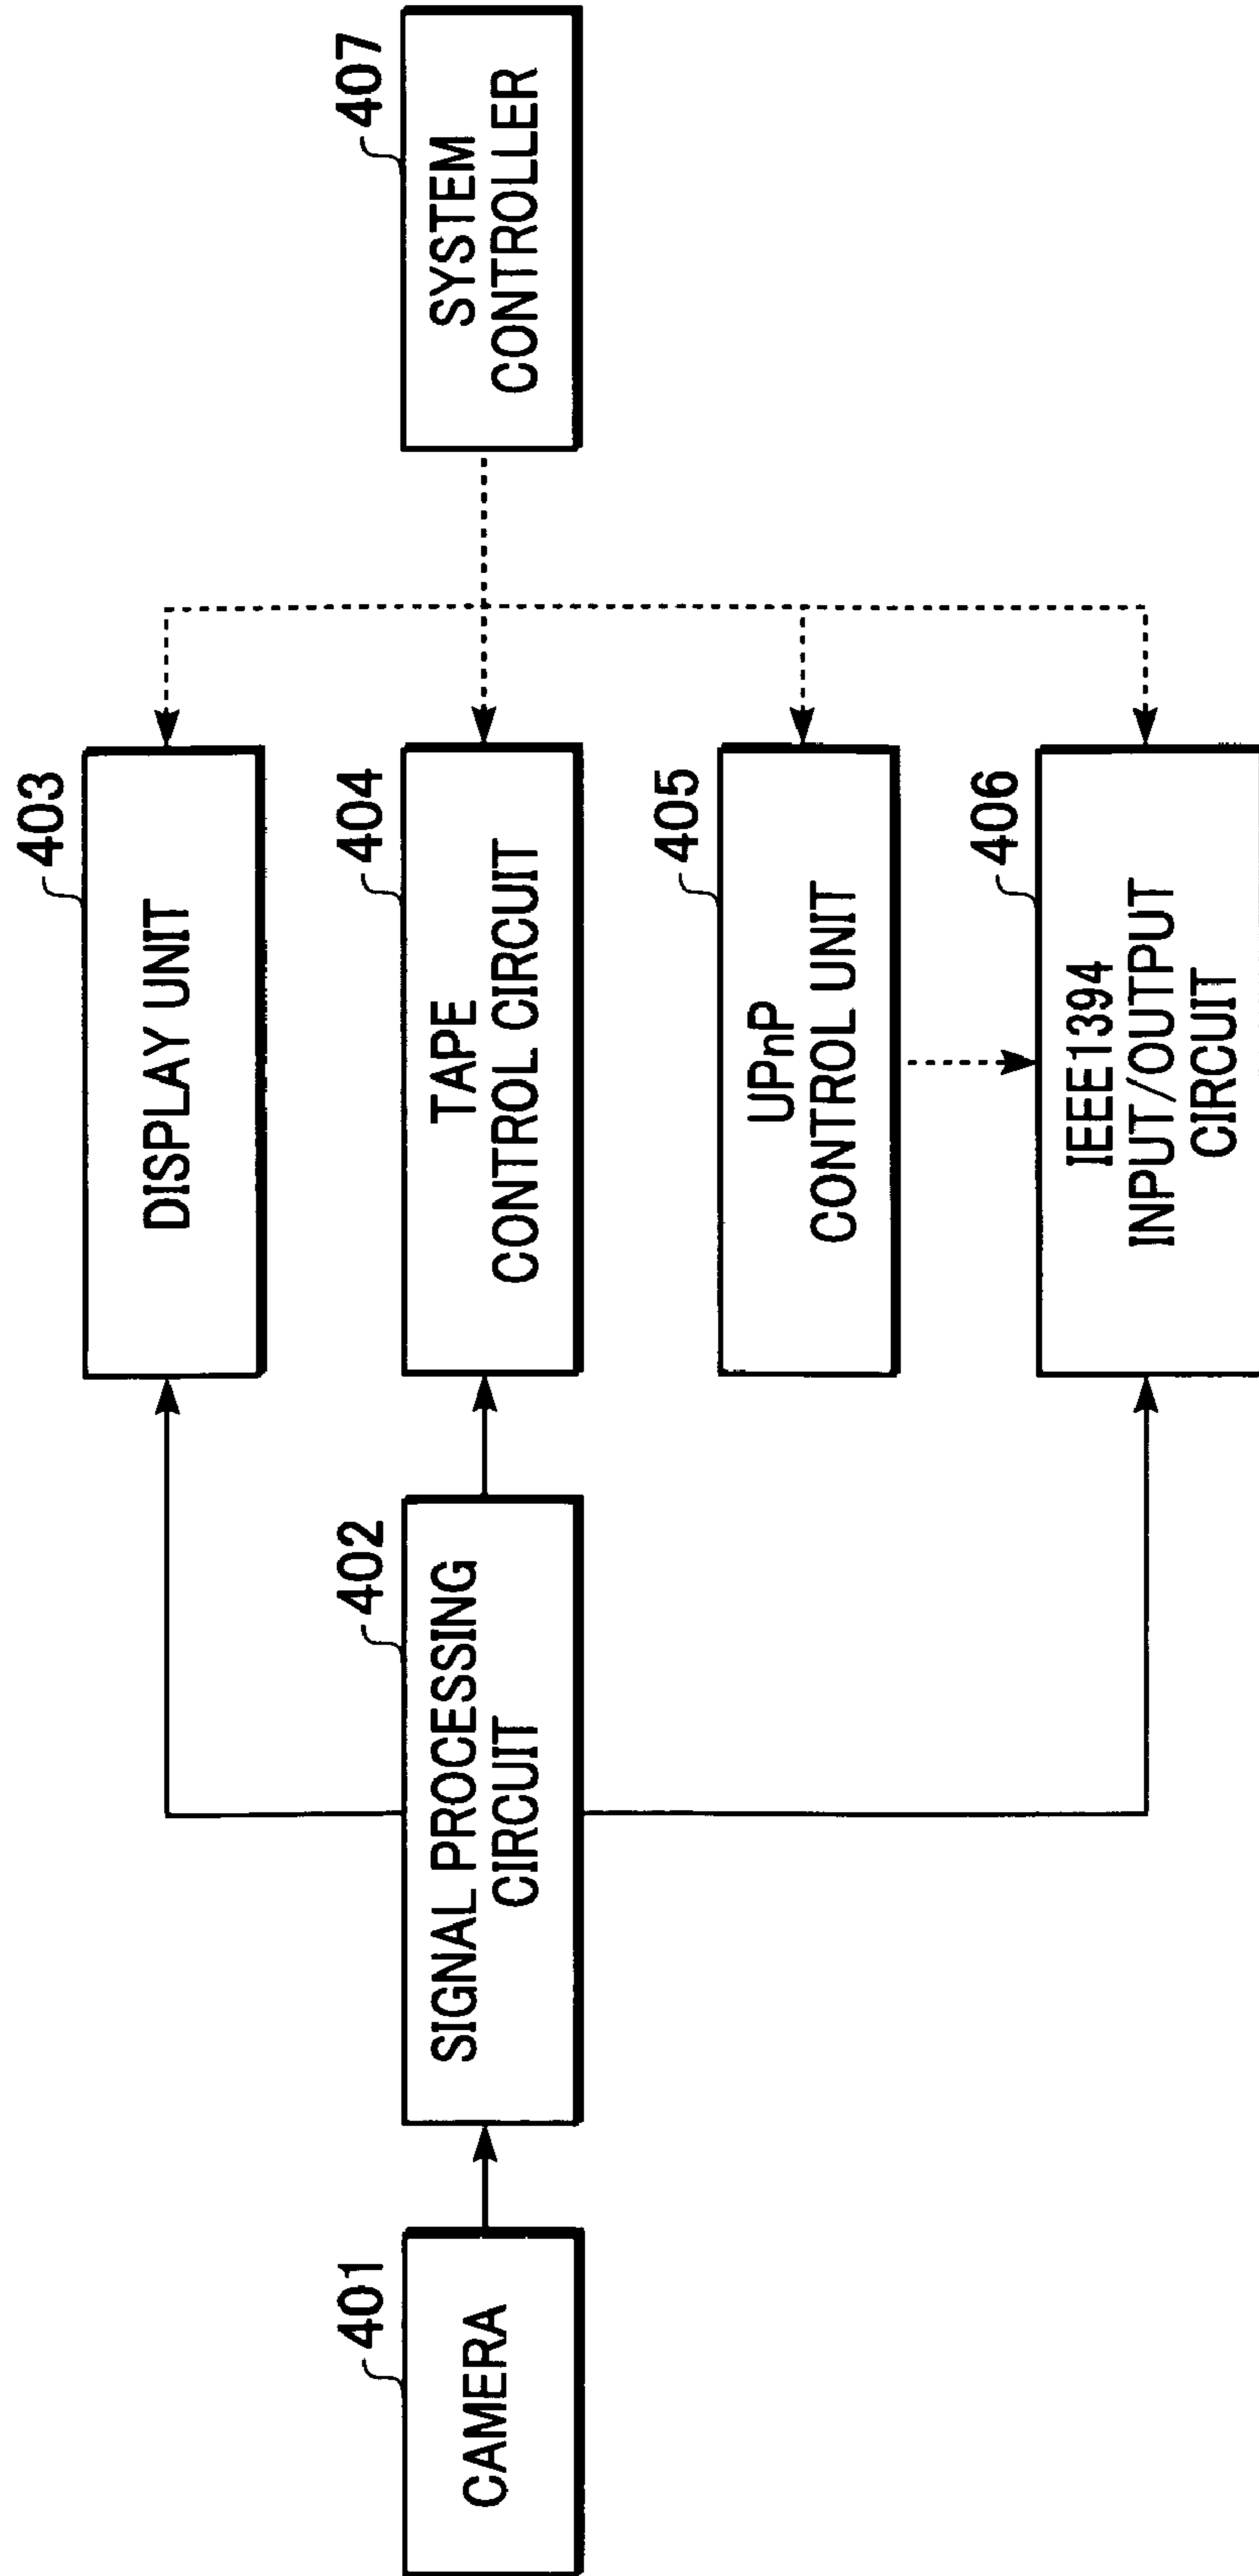 401
CAMERA
402
SIGNAL PROCESSING
CIRCUIT
403
DISPLAY UNIT
404
TAPE
CONTROL CIRCUIT
405
UPnP
CONTROL UNIT
406
IEEE1394
INPUT/OUTPUT
CIRCUIT
407
SYSTEM
CONTROLLER